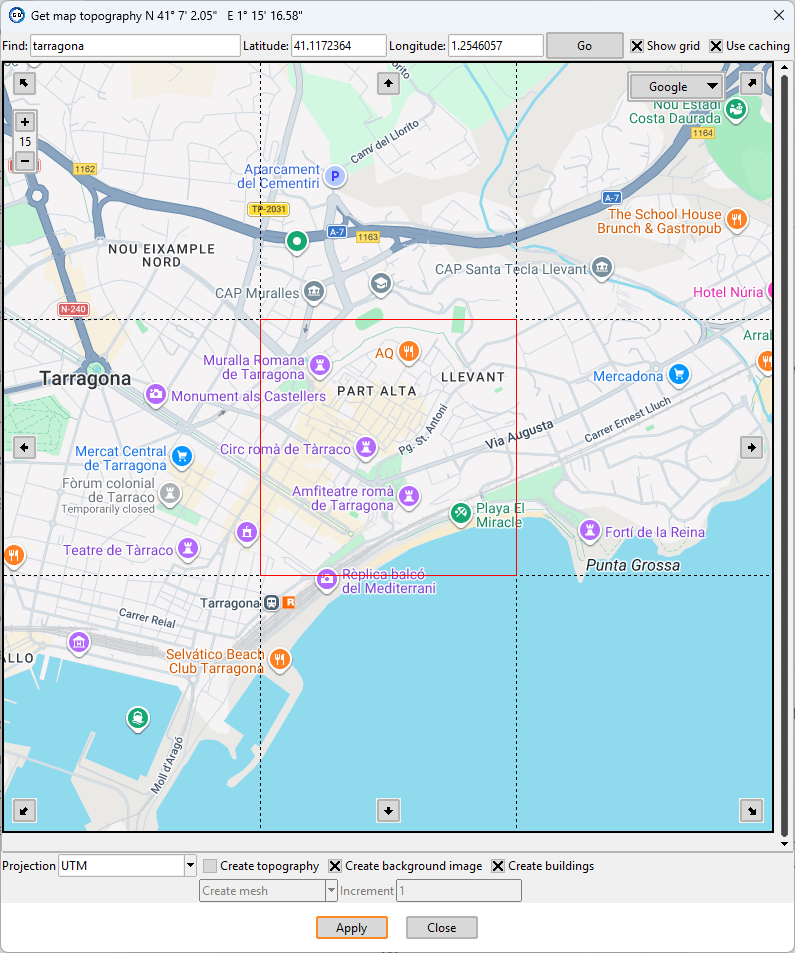 Get map topography N 41° 7' 2.05"   E 1° 15' 16.58"
Find: tarragona Latitude: 41.1172364 Longitude: 1.2546057 Go Show grid Use caching
Google
+
15
−
Nou Estadi
Costa Daurada
1164
Camí del Llorito
1162
Aparcament
del Cementiri
P
A-7
TP-2031
The School House
Brunch & Gastropub
A-7
1163
NOU EIXAMPLE
NORD
CAP Santa Tecla Llevant
CAP Muralles
Hotel Núria
N-240
Arrab
Muralla Romana
de Tarragona
AQ
Tarragona
PART ALTA
LLEVANT
Mercadona
Monument als Castellers
Pg. St. Antoni
Via Augusta
Carrer Ernest Lluch
Circ romà de Tàrraco
Mercat Central
de Tarragona
Fòrum colonial
de Tarraco
Temporarily closed
Amfiteatre romà
de Tarragona
Playa El
Miracle
Fortí de la Reina
Teatre de Tàrraco
Punta Grossa
Rèplica balcó
del Mediterrani
Tarragona
R
Carrer Reial
ALLO
Selvático Beach
Club Tarragona
Moll d'Aragó
Projection UTM Create topography Create background image Create buildings
Create mesh Increment 1
Apply Close